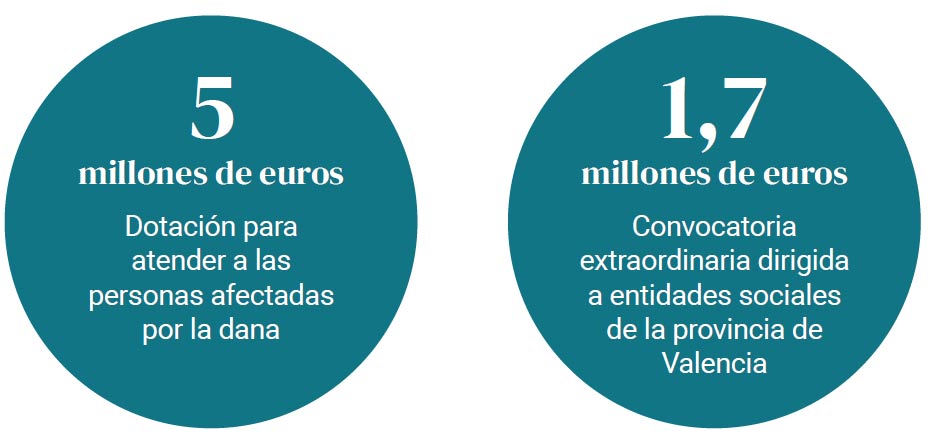 5
millones de euros
Dotación para
atender a las
personas afectadas
por la dana
1,7
millones de euros
Convocatoria
extraordinaria dirigida
a entidades sociales
de la provincia de
Valencia